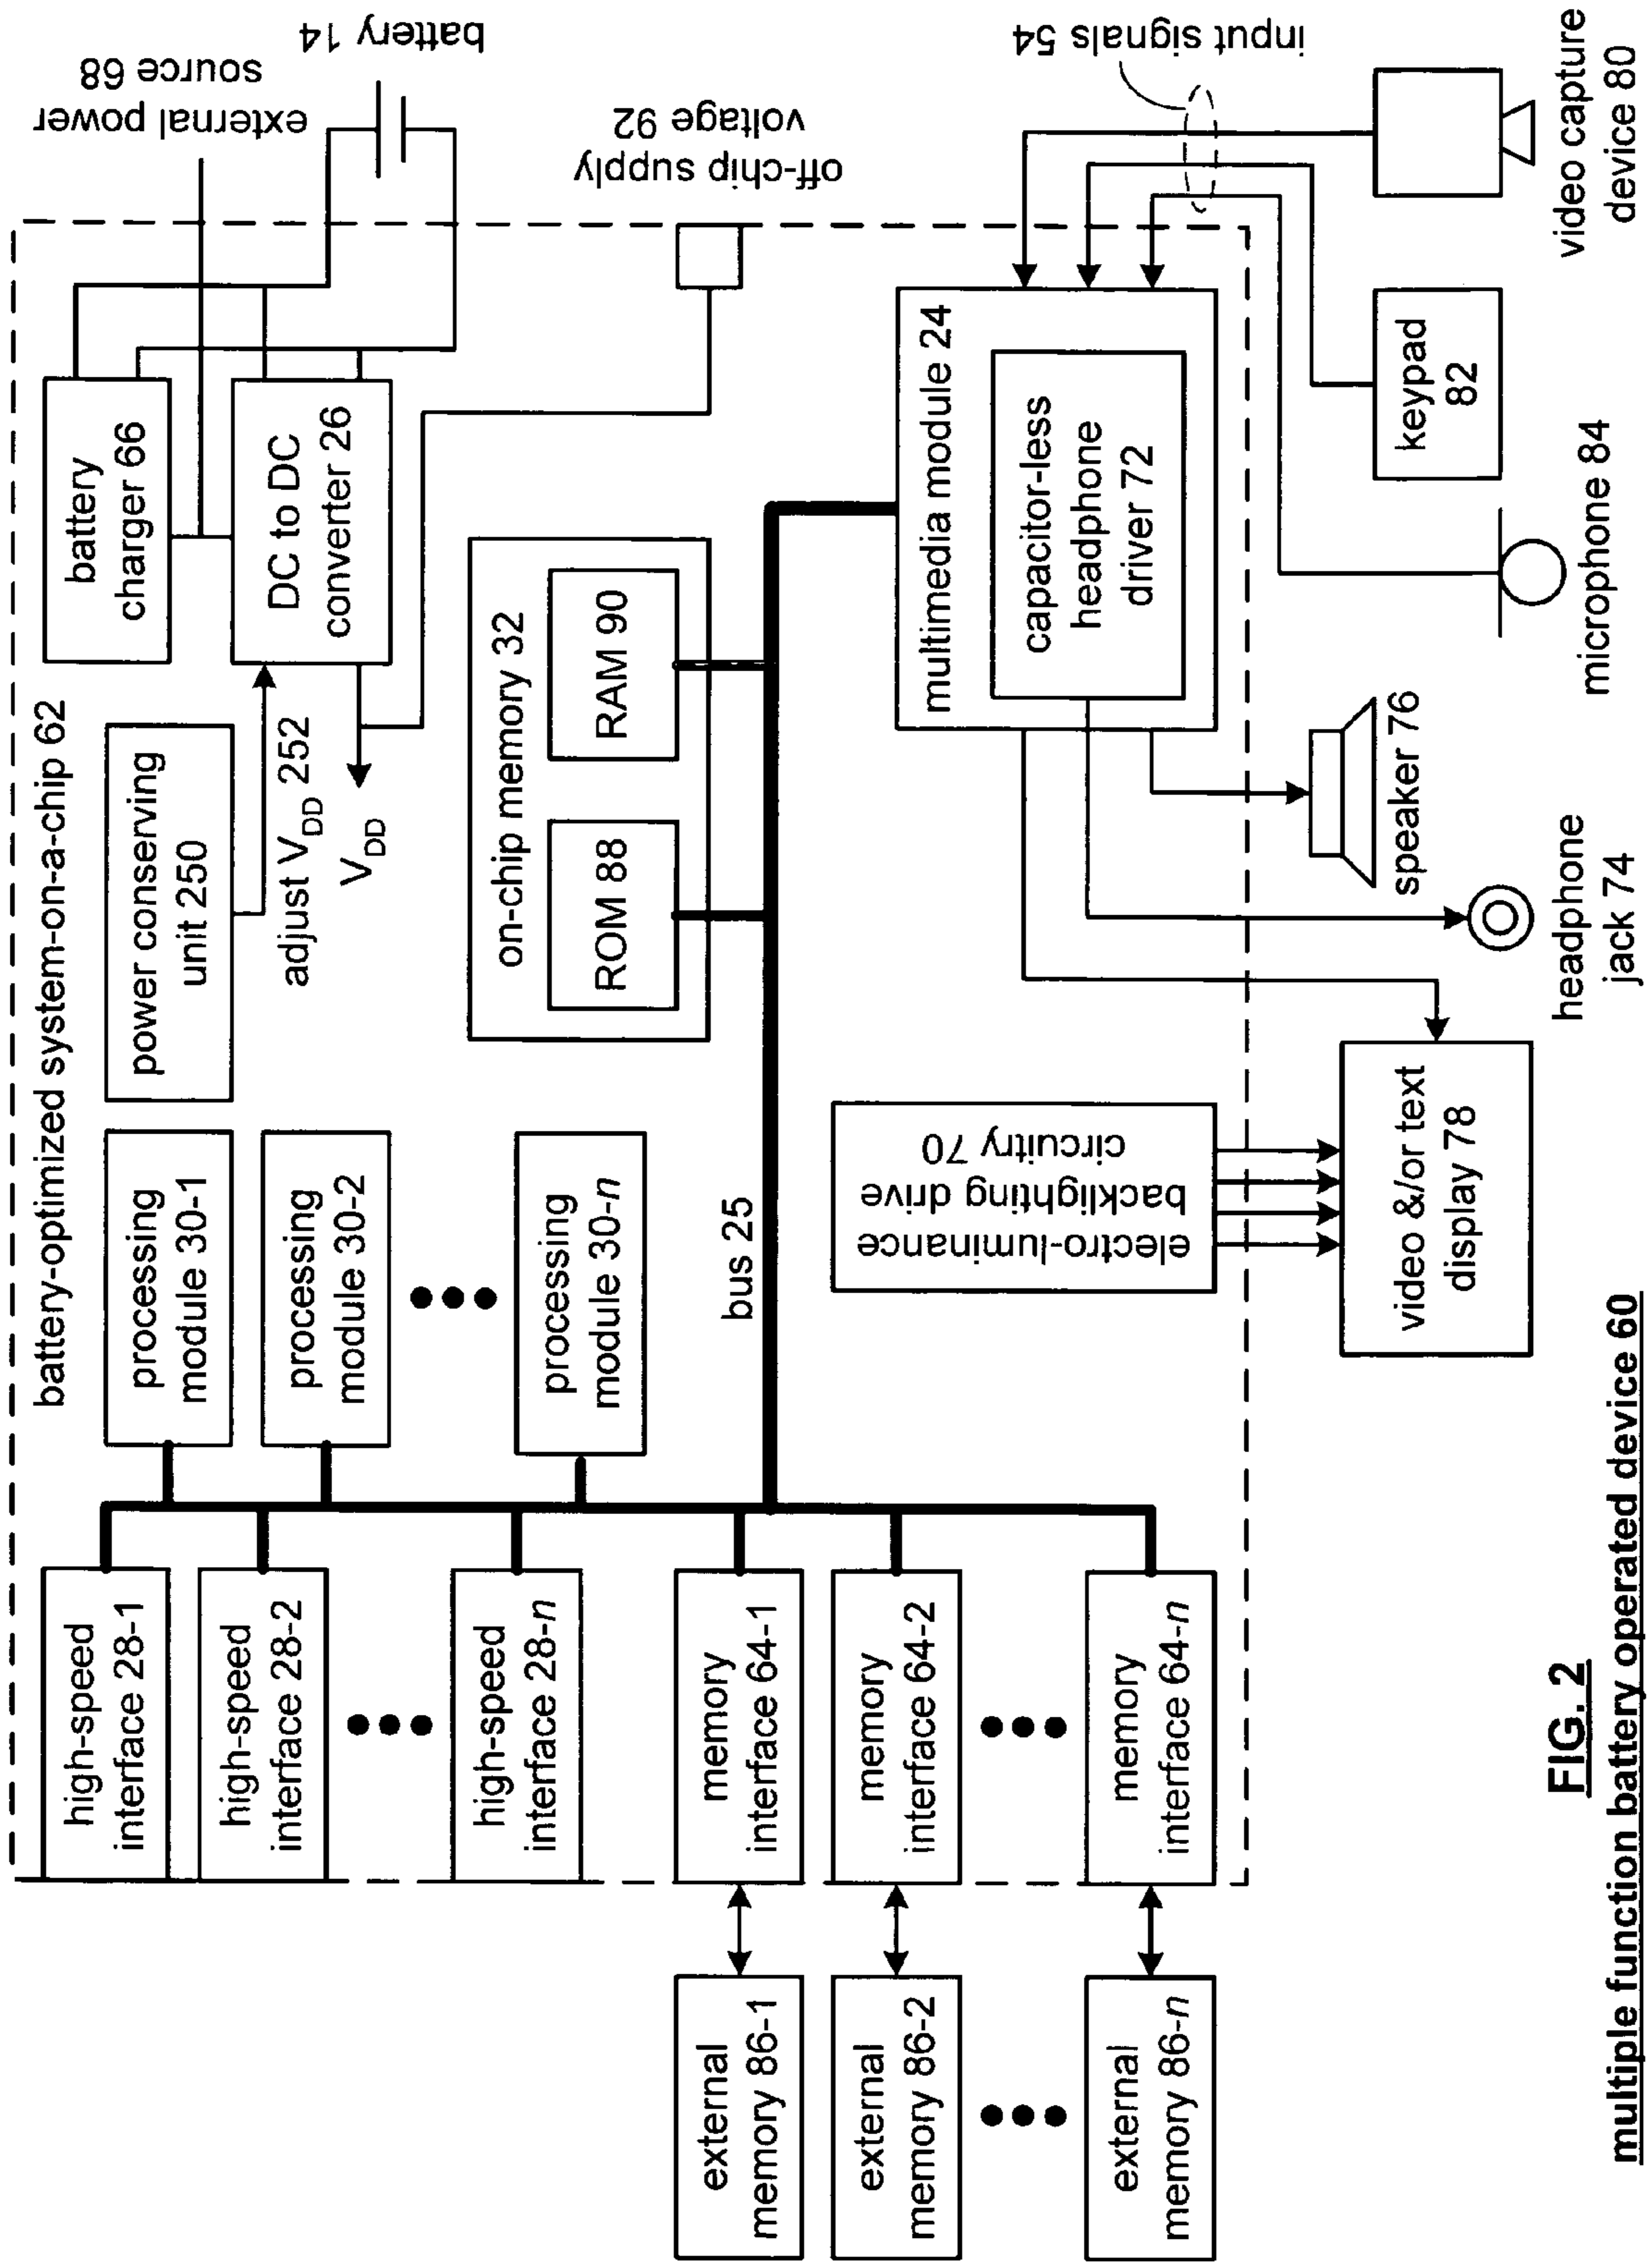 battery-optimized system-on-a-chip 62
high-speed
interface 28-1
high-speed
interface 28-2
high-speed
interface 28-n
memory
interface 64-1
memory
interface 64-2
memory
interface 64-n
external
memory 86-1
external
memory 86-2
external
memory 86-n
processing
module 30-1
processing
module 30-2
processing
module 30-n
bus 25
power conserving
unit 250
adjust VDD 252
VDD
battery
charger 66
DC to DC
converter 26
external power
source 68
battery 14
off-chip supply
voltage 92
on-chip memory 32
ROM 88
RAM 90
multimedia module 24
capacitor-less
headphone
driver 72
input signals 54
electro-luminance
backlighting drive
circuitry 70
video &/or text
display 78
headphone
jack 74
speaker 76
microphone 84
keypad
82
video capture
device 80
FIG. 2
multiple function battery operated device 60